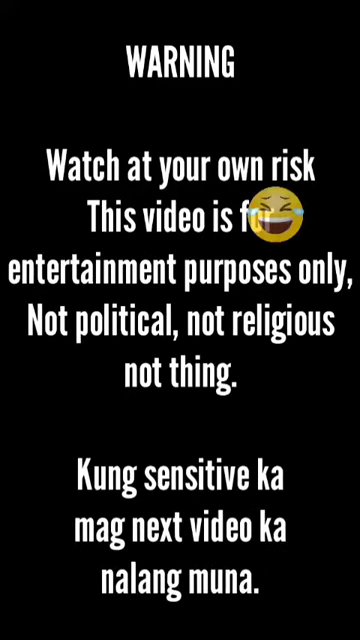 WARNING
Watch at your own risk
This video is
entertainment purposes only,
Not political, not religious
not thing.
Kung sensitive ka
mag next video ka
nalang muna.